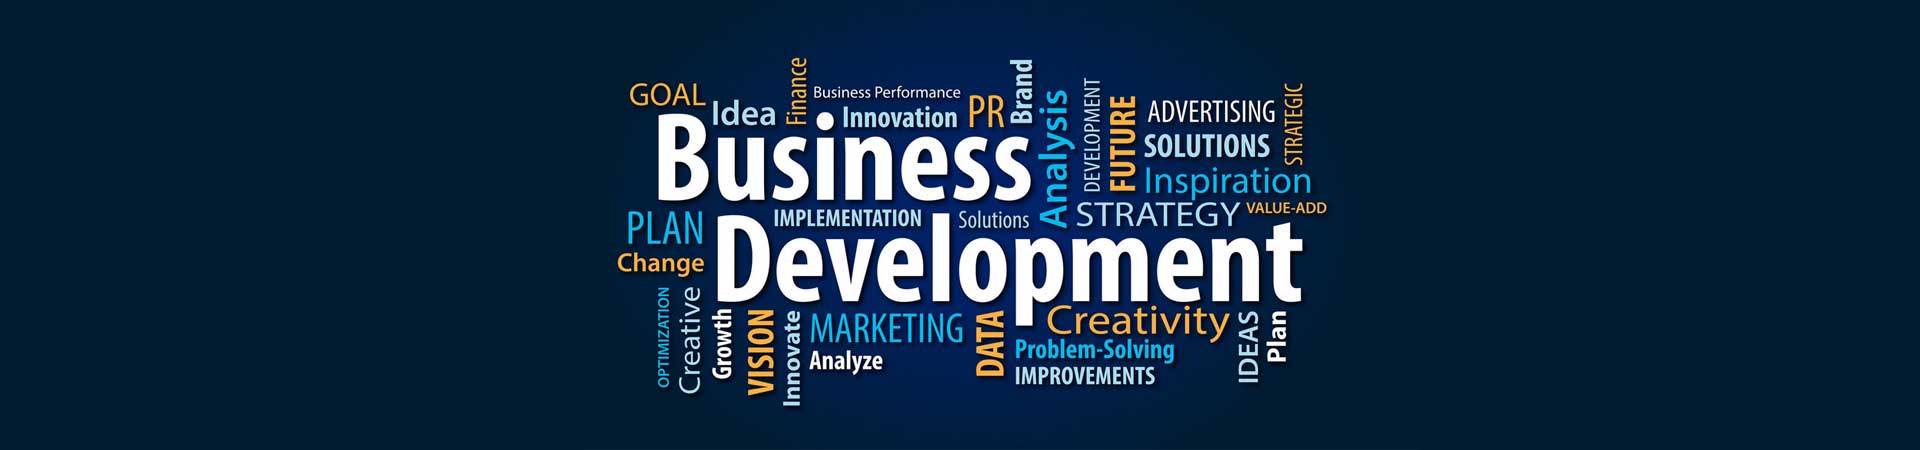 GOAL
Idea
Finance
Business Performance
Innovation
PR
Brand
Analysis
DEVELOPMENT
FUTURE
ADVERTISING
SOLUTIONS
STRATEGIC
Inspiration
Business
STRATEGY
VALUE-ADD
PLAN
IMPLEMENTATION
Solutions
Change
Development
OPTIMIZATION
Creative
Growth
VISION
Innovate
MARKETING
Analyze
DATA
Creativity
Problem-Solving
IMPROVEMENTS
IDEAS
Plan